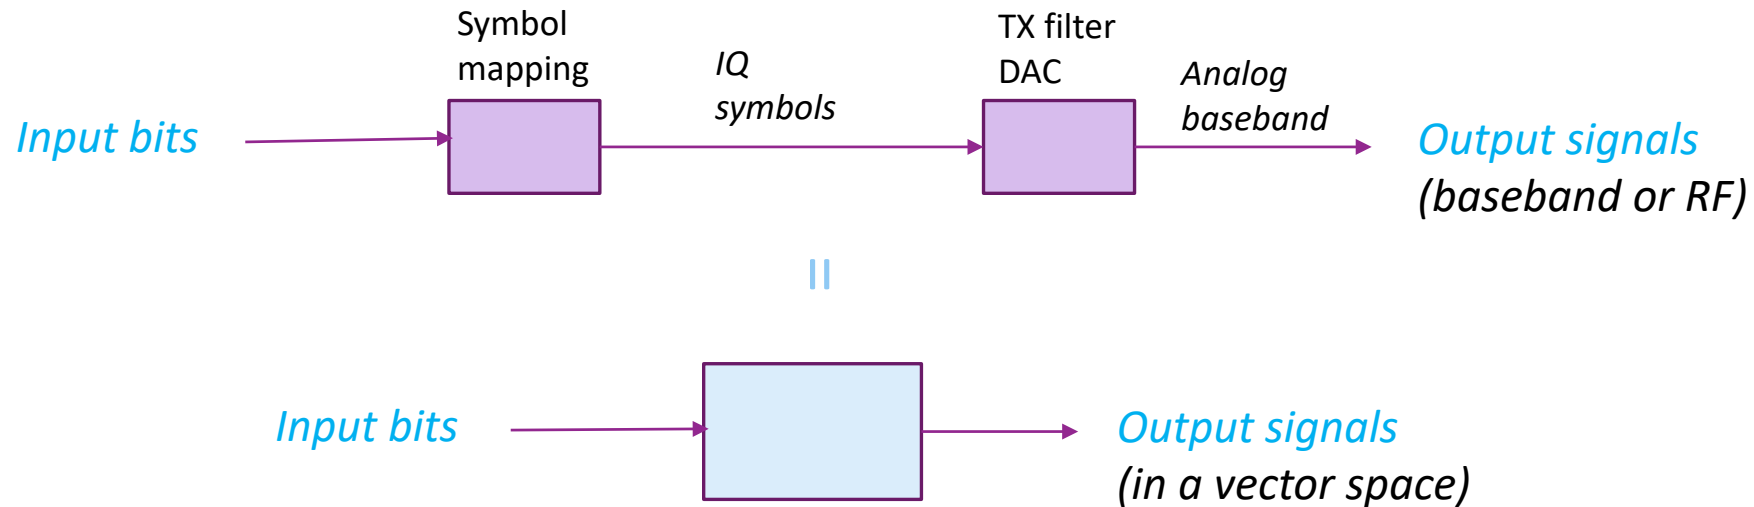 Symbol
mapping
IQ
symbols
TX filter
DAC
Analog
baseband
Input bits
Output signals
(baseband or RF)
Input bits
Output signals
(in a vector space)